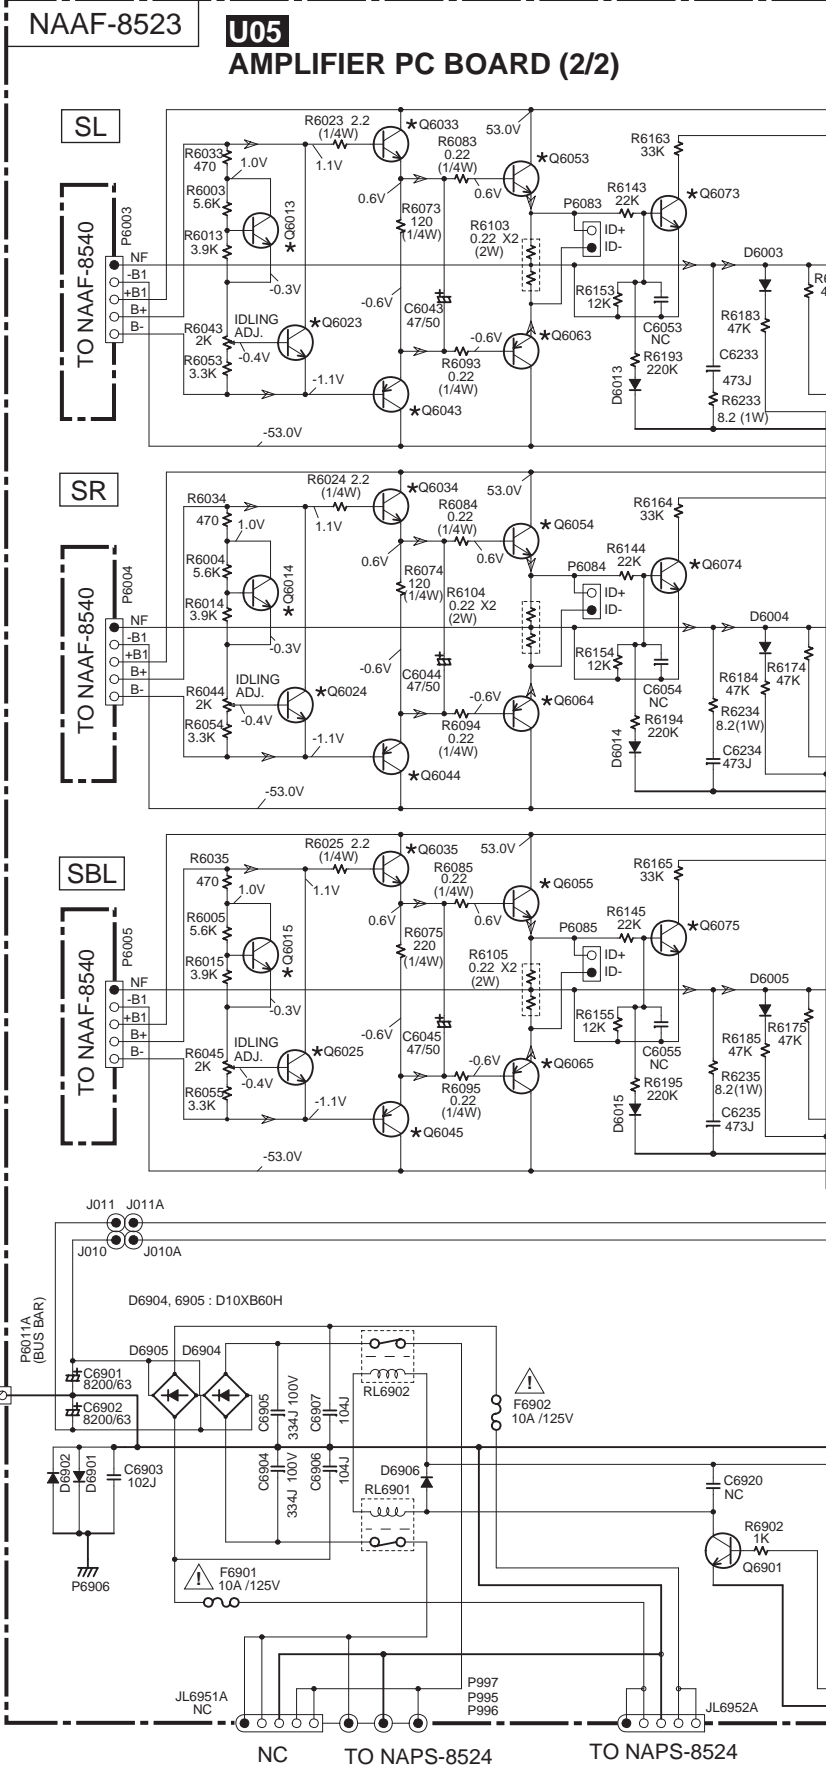 NAAF-8523
U05
AMPLIFIER PC BOARD (2/2)
SL
TO NAAF-8540
P6003
NF
-B1
+B1
B+
B-
R6033
470
1.0V
R6003
5.6K
R6013
3.9K
★Q6013
-0.3V
R6043
2K
IDLING
ADJ.
-0.4V
R6053
3.3K
★Q6023
-1.1V
-53.0V
R6023 2.2
(1/4W)
1.1V
★Q6033
0.6V
R6073
120
(1/4W)
-0.6V
C6043
47/50
★Q6043
R6083
0.22
(1/4W)
0.6V
53.0V
★Q6053
R6103
0.22 X2
(2W)
-0.6V
R6093
0.22
(1/4W)
★Q6063
P6083
ID+
ID-
R6143
22K
R6163
33K
★Q6073
R6153
12K
C6053
NC
R6193
220K
D6013
D6003
R6183
47K
C6233
473J
R6233
8.2 (1W)
SR
TO NAAF-8540
P6004
NF
-B1
+B1
B+
B-
R6034
470
1.0V
R6004
5.6K
R6014
3.9K
★Q6014
-0.3V
R6044
2K
IDLING
ADJ.
-0.4V
R6054
3.3K
★Q6024
-1.1V
-53.0V
R6024 2.2
(1/4W)
1.1V
★Q6034
0.6V
R6074
120
(1/4W)
-0.6V
C6044
47/50
★Q6044
R6084
0.22
(1/4W)
0.6V
53.0V
★Q6054
R6104
0.22 X2
(2W)
-0.6V
R6094
0.22
(1/4W)
★Q6064
P6084
ID+
ID-
R6144
22K
R6164
33K
★Q6074
R6154
12K
C6054
NC
R6194
220K
D6014
D6004
R6184
47K
R6174
47K
R6234
8.2(1W)
C6234
473J
SBL
TO NAAF-8540
P6005
NF
-B1
+B1
B+
B-
R6035
470
1.0V
R6005
5.6K
R6015
3.9K
★Q6015
-0.3V
R6045
2K
IDLING
ADJ.
-0.4V
R6055
3.3K
★Q6025
-1.1V
-53.0V
R6025 2.2
(1/4W)
1.1V
★Q6035
0.6V
R6075
220
(1/4W)
-0.6V
C6045
47/50
★Q6045
R6085
0.22
(1/4W)
0.6V
53.0V
★Q6055
R6105
0.22 X2
(2W)
-0.6V
R6095
0.22
(1/4W)
★Q6065
P6085
ID+
ID-
R6145
22K
R6165
33K
★Q6075
R6155
12K
C6055
NC
R6195
220K
D6015
D6005
R6185
47K
R6175
47K
R6235
8.2(1W)
C6235
473J
J011 J011A
J010 J010A
P6011A
(BUS BAR)
D6904, 6905 : D10XB60H
D6905 D6904
C6901
8200/63
C6902
8200/63
D6902
D6901
C6903
102J
P6906
C6905
334J 100V
C6907
104J
C6904
334J 100V
C6906
104J
RL6902
D6906
RL6901
F6902
10A /125V
F6901
10A /125V
C6920
NC
R6902
1K
Q6901
JL6951A
NC
P997
P995
P996
JL6952A
NC
TO NAPS-8524
TO NAPS-8524